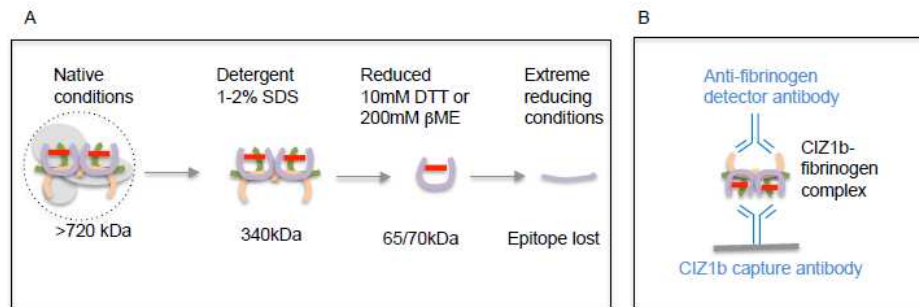 A
Native
conditions
Detergent
1-2% SDS
Reduced
10mM DTT or
200mM βME
Extreme
reducing
conditions
>720 kDa
340kDa
65/70kDa
Epitope lost
B
Anti-fibrinogen
detector antibody
CIZ1b-
fibrinogen
complex
CIZ1b capture antibody